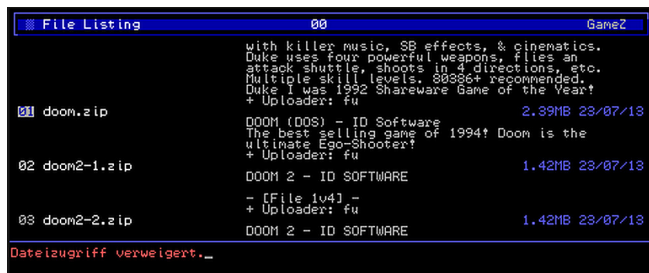 File Listing 00 GameZ
with killer music, SB effects, & cinematics.
Duke uses four powerful weapons, flies an
attack shuttle, shoots in 4 directions, etc.
Multiple skill levels. 80386+ recommended.
Duke I was 1992 Shareware Game of the Year!
+ Uploader: fu
01 doom.zip 2.39MB 23/07/13
DOOM (DOS) - ID Software
The best selling game of 1994! Doom is the
ultimate Ego-Shooter!
+ Uploader: fu
02 doom2-1.zip 1.42MB 23/07/13
DOOM 2 - ID SOFTWARE
- [File 1v4] -
+ Uploader: fu
03 doom2-2.zip 1.42MB 23/07/13
DOOM 2 - ID SOFTWARE
Dateizugriff verweigert._